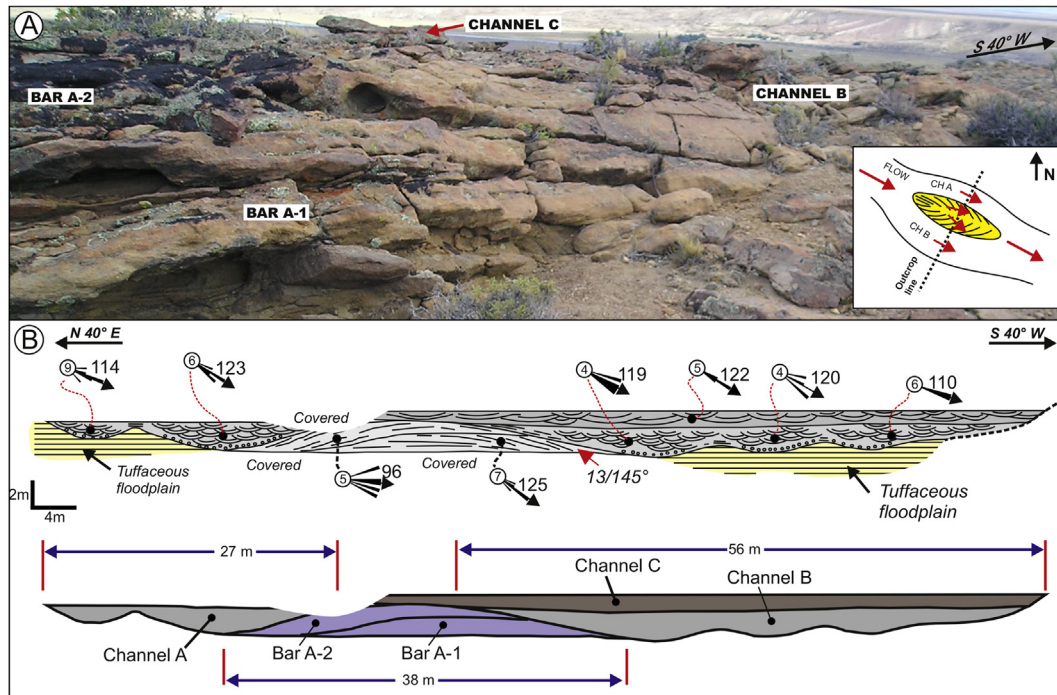 A
CHANNEL C
S 40° W
BAR A-2
CHANNEL B
BAR A-1
N
FLOW
CH A
CH B
Outcrop
line
B
N 40° E
S 40° W
9 114
6 123
4 119
5 122
4 120
6 110
Covered
Covered
Covered
Tuffaceous
floodplain
5 96
7 125
13/145°
Tuffaceous
floodplain
2m
4m
27 m
56 m
Channel C
Channel B
Channel A
Bar A-2
Bar A-1
38 m